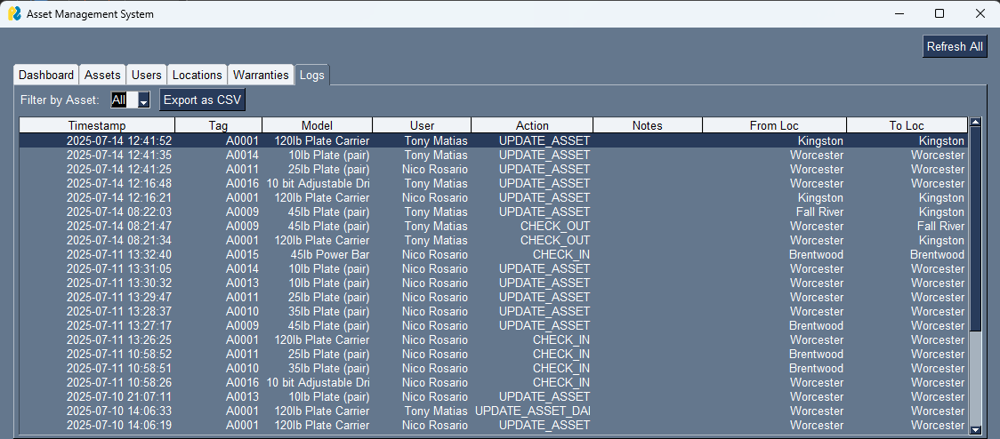 Asset Management System
Refresh All
Dashboard Assets Users Locations Warranties Logs
Filter by Asset: All Export as CSV
Timestamp Tag Model User Action Notes From Loc To Loc
2025-07-14 12:41:52 A0001 120lb Plate Carrier Tony Matias UPDATE_ASSET Kingston Kingston
2025-07-14 12:41:35 A0014 10lb Plate (pair) Tony Matias UPDATE_ASSET Worcester Worcester
2025-07-14 12:41:25 A0011 25lb Plate (pair) Nico Rosario UPDATE_ASSET Worcester Worcester
2025-07-14 12:16:48 A0016 10 bit Adjustable Dri Tony Matias UPDATE_ASSET Worcester Worcester
2025-07-14 12:16:21 A0001 120lb Plate Carrier Nico Rosario UPDATE_ASSET Kingston Kingston
2025-07-14 08:22:03 A0009 45lb Plate (pair) Tony Matias UPDATE_ASSET Fall River Kingston
2025-07-14 08:21:47 A0009 45lb Plate (pair) Tony Matias CHECK_OUT Worcester Fall River
2025-07-14 08:21:34 A0001 120lb Plate Carrier Tony Matias CHECK_OUT Worcester Kingston
2025-07-11 13:32:40 A0015 45lb Power Bar Nico Rosario CHECK_IN Brentwood Brentwood
2025-07-11 13:31:05 A0014 10lb Plate (pair) Nico Rosario UPDATE_ASSET Worcester Worcester
2025-07-11 13:30:32 A0013 10lb Plate (pair) Nico Rosario UPDATE_ASSET Worcester Worcester
2025-07-11 13:29:47 A0011 25lb Plate (pair) Nico Rosario UPDATE_ASSET Worcester Worcester
2025-07-11 13:28:37 A0010 35lb Plate (pair) Nico Rosario UPDATE_ASSET Worcester Worcester
2025-07-11 13:27:17 A0009 45lb Plate (pair) Nico Rosario UPDATE_ASSET Brentwood Worcester
2025-07-11 13:26:25 A0001 120lb Plate Carrier Nico Rosario CHECK_IN Worcester Worcester
2025-07-11 10:58:52 A0011 25lb Plate (pair) Nico Rosario CHECK_IN Brentwood Worcester
2025-07-11 10:58:51 A0010 35lb Plate (pair) Nico Rosario CHECK_IN Brentwood Worcester
2025-07-11 10:58:26 A0016 10 bit Adjustable Dri Nico Rosario CHECK_IN Worcester Worcester
2025-07-10 21:07:11 A0013 10lb Plate (pair) Nico Rosario UPDATE_ASSET Worcester Worcester
2025-07-10 14:06:33 A0001 120lb Plate Carrier Tony Matias UPDATE_ASSET_DAI Worcester Worcester
2025-07-10 14:06:19 A0001 120lb Plate Carrier Nico Rosario UPDATE_ASSET Worcester Worcester